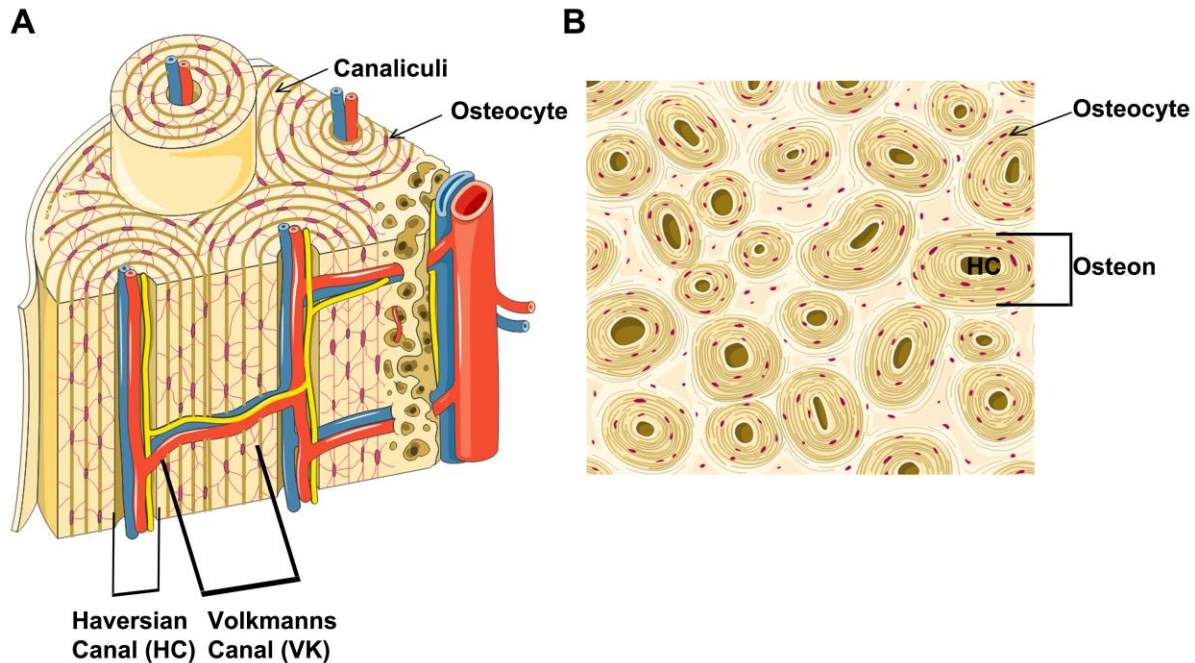 A
Canaliculi
Osteocyte
Haversian
Canal (HC)
Volkmanns
Canal (VK)
B
Osteocyte
HC
Osteon